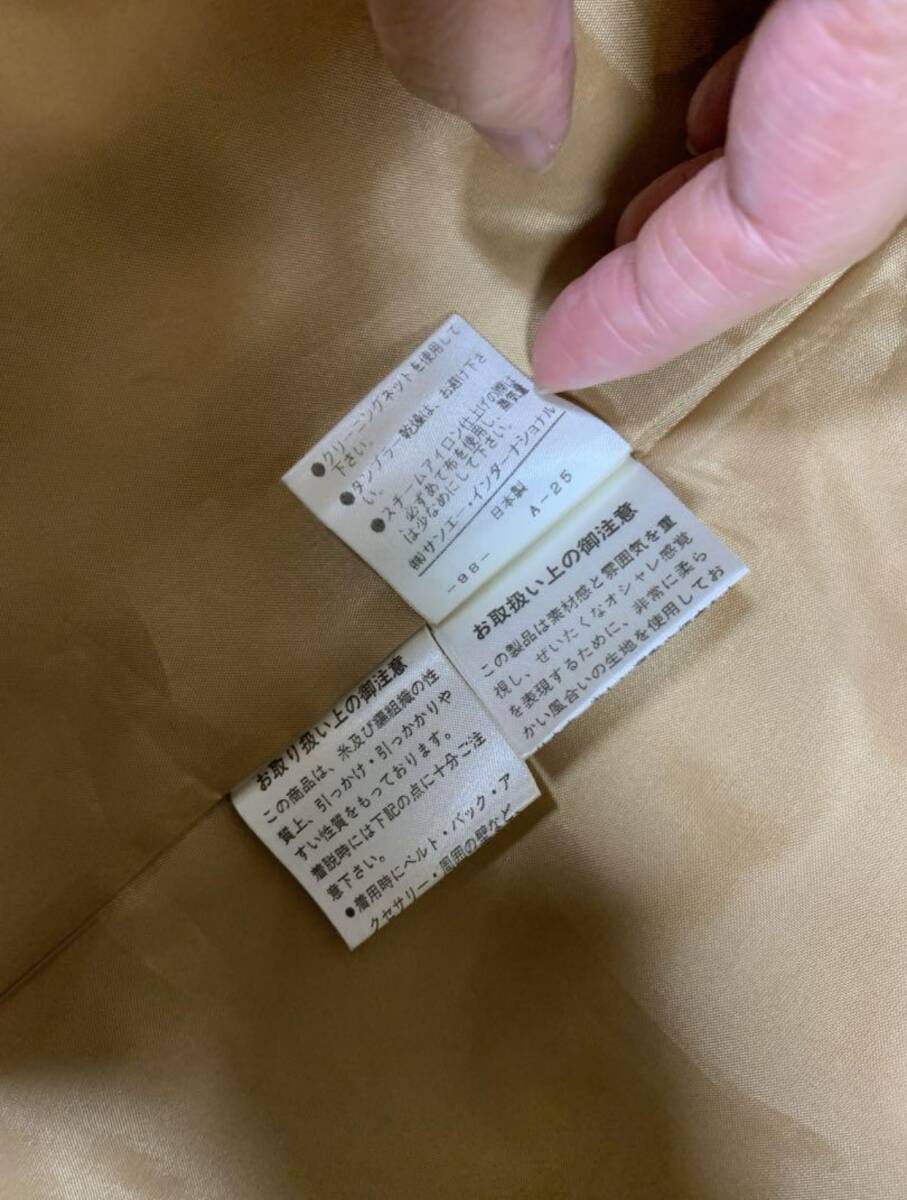 ●クリーニングネットを使用して
下さい。
●タンブラー乾燥は、お避け下さ
い。
●スチームアイロン仕上げの際は
必ずあて布を使用し、蒸気量
は少なめにして下さい。
㈱サンエー・インターナショナル
日本製
-98- A-25
お取扱い上の御注意
この製品は素材感と雰囲気を重
視し、ぜいたくなオシャレ感覚
を表現するために、非常に柔ら
かい風合いの生地を使用してお
お取り扱い上の御注意
この商品は、糸及び編組織の性
質上、引っかけ・引っかかりや
すい性質をもっております。
着脱時には下記の点に十分ご注
意下さい。
●着用時にベルト・バック・ア
クセサリー・周囲の壁など、